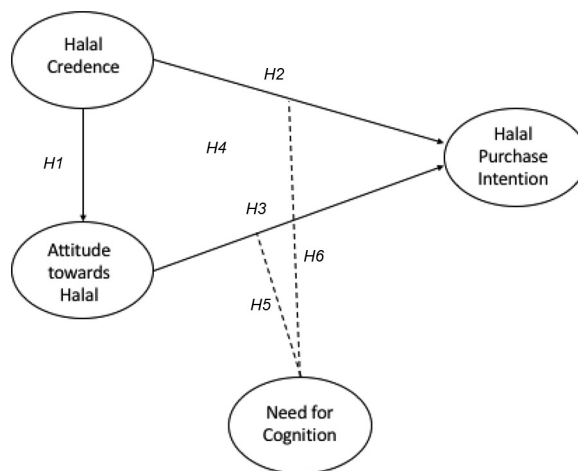 Halal
Credence
H2
H1
H4
Halal
Purchase
Intention
H3
Attitude
towards
Halal
H6
H5
Need for
Cognition